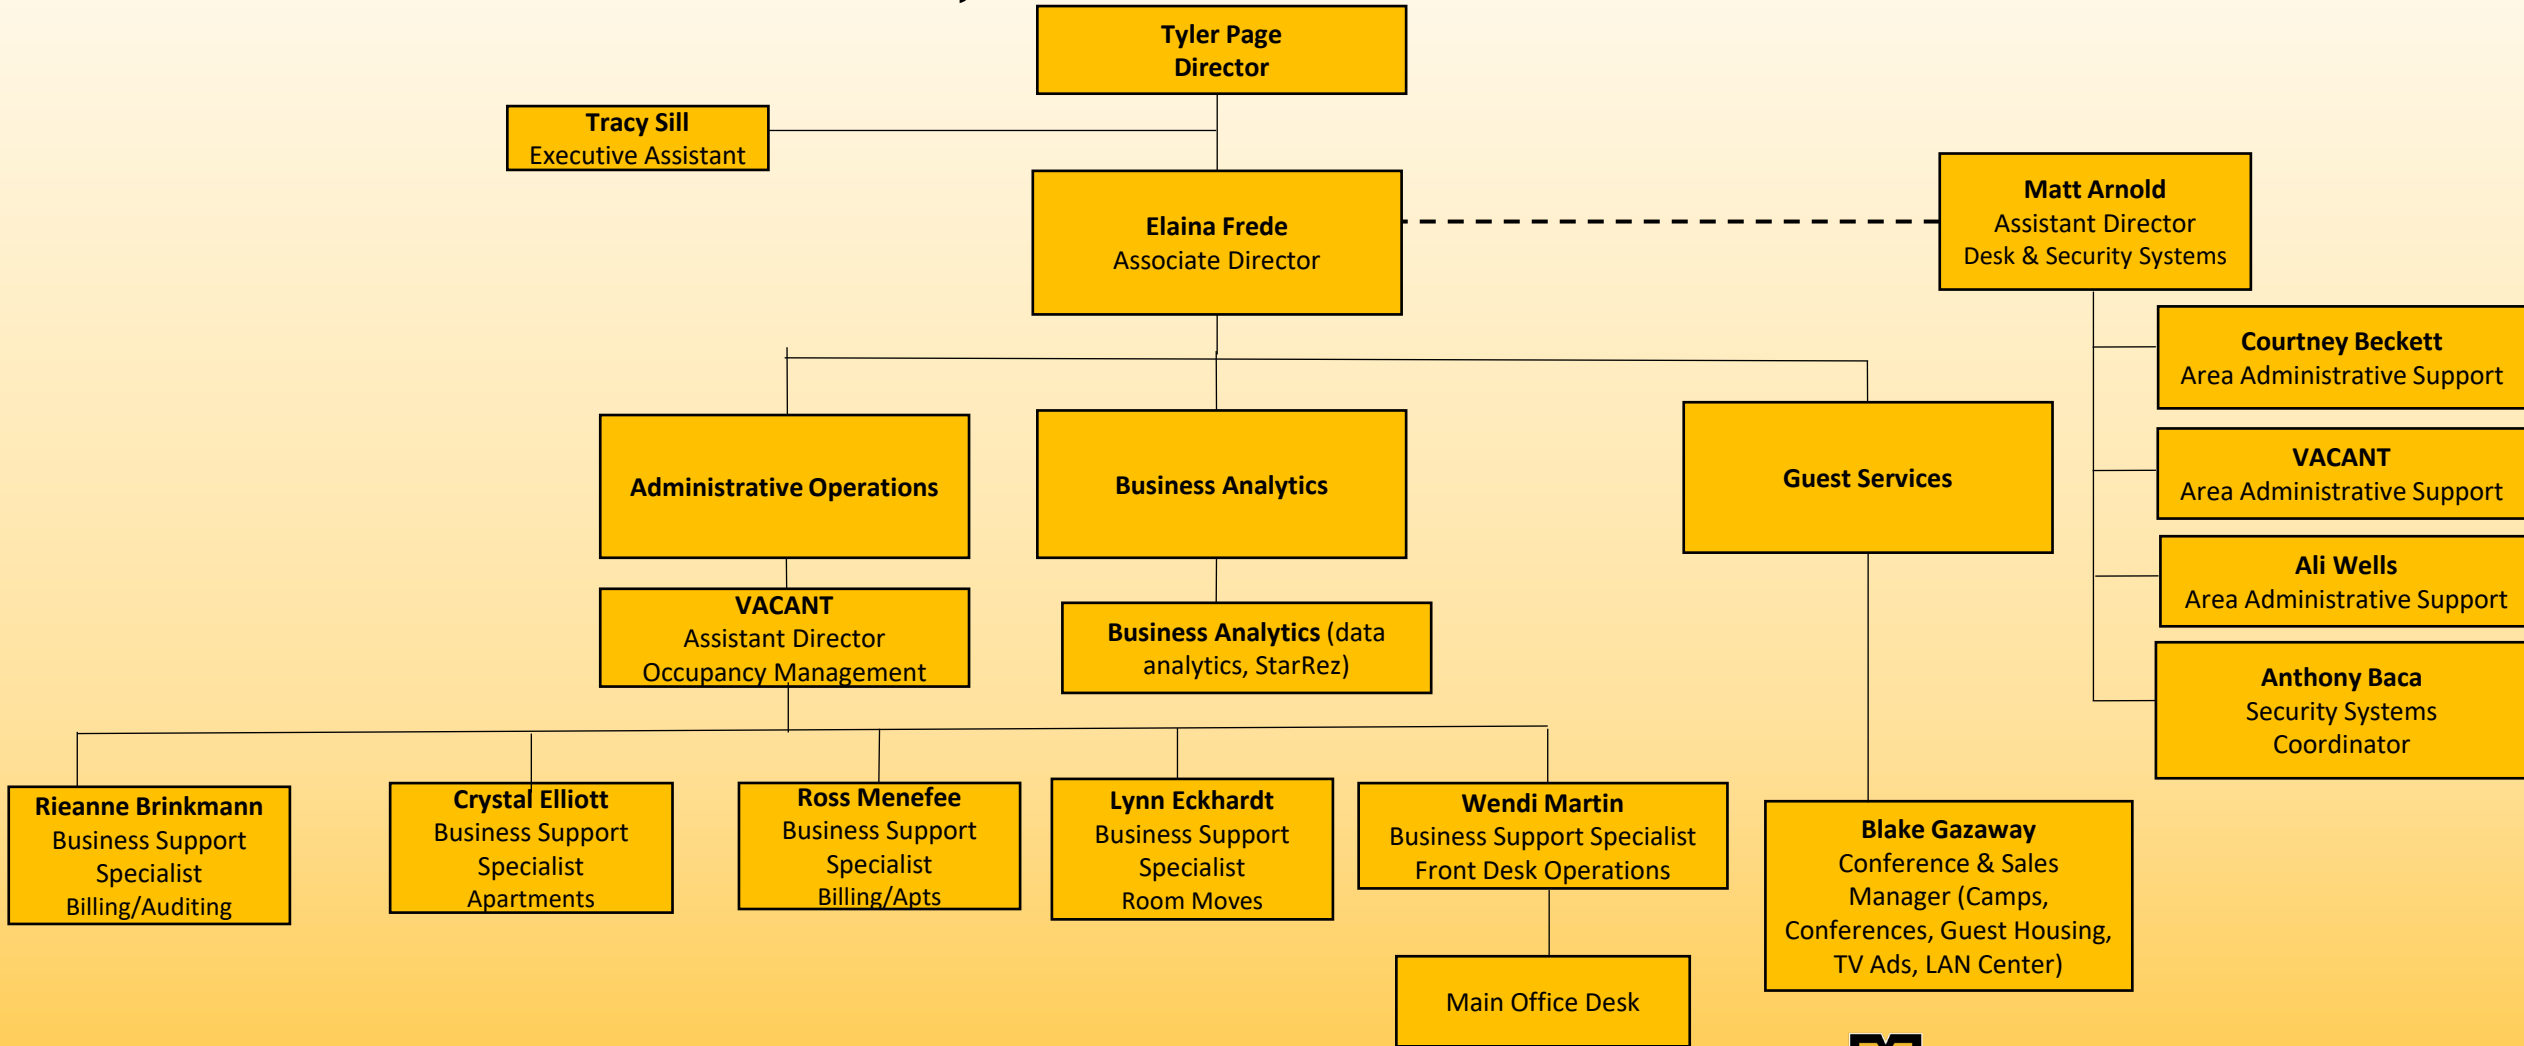 Tyler Page
Director
Tracy Sill
Executive Assistant
Elaina Frede
Associate Director
Matt Arnold
Assistant Director
Desk & Security Systems
Courtney Beckett
Area Administrative Support
VACANT
Area Administrative Support
Ali Wells
Area Administrative Support
Anthony Baca
Security Systems
Coordinator
Administrative Operations
Business Analytics
Guest Services
VACANT
Assistant Director
Occupancy Management
Business Analytics (data
analytics, StarRez)
Rieanne Brinkmann
Business Support
Specialist
Billing/Auditing
Crystal Elliott
Business Support
Specialist
Apartments
Ross Menefee
Business Support
Specialist
Billing/Apts
Lynn Eckhardt
Business Support
Specialist
Room Moves
Wendi Martin
Business Support Specialist
Front Desk Operations
Main Office Desk
Blake Gazaway
Conference & Sales
Manager (Camps,
Conferences, Guest Housing,
TV Ads, LAN Center)